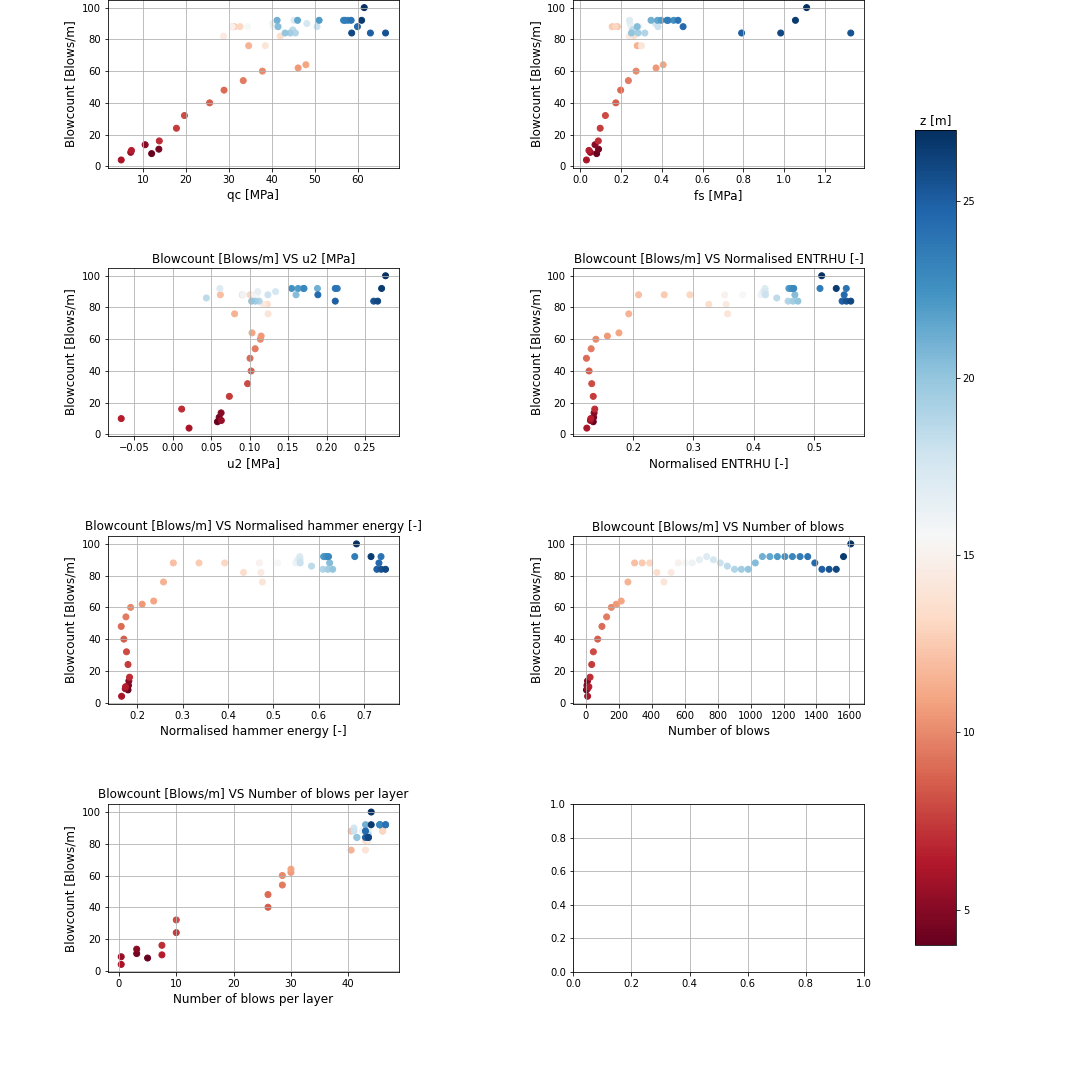 100
80
60
40
20
0
Blowcount [Blows/m]
10 20 30 40 50 60
qc [MPa]
100
80
60
40
20
0
Blowcount [Blows/m]
0.0 0.2 0.4 0.6 0.8 1.0 1.2
fs [MPa]
Blowcount [Blows/m] VS u2 [MPa]
100
80
60
40
20
0
Blowcount [Blows/m]
−0.05 0.00 0.05 0.10 0.15 0.20 0.25
u2 [MPa]
Blowcount [Blows/m] VS Normalised ENTRHU [-]
100
80
60
40
20
0
Blowcount [Blows/m]
0.2 0.3 0.4 0.5
Normalised ENTRHU [-]
Blowcount [Blows/m] VS Normalised hammer energy [-]
100
80
60
40
20
0
Blowcount [Blows/m]
0.2 0.3 0.4 0.5 0.6 0.7
Normalised hammer energy [-]
Blowcount [Blows/m] VS Number of blows
100
80
60
40
20
0
Blowcount [Blows/m]
0 200 400 600 800 1000 1200 1400 1600
Number of blows
Blowcount [Blows/m] VS Number of blows per layer
100
80
60
40
20
0
Blowcount [Blows/m]
0 10 20 30 40
Number of blows per layer
1.0
0.8
0.6
0.4
0.2
0.0
0.0 0.2 0.4 0.6 0.8 1.0
z [m]
25
20
15
10
5